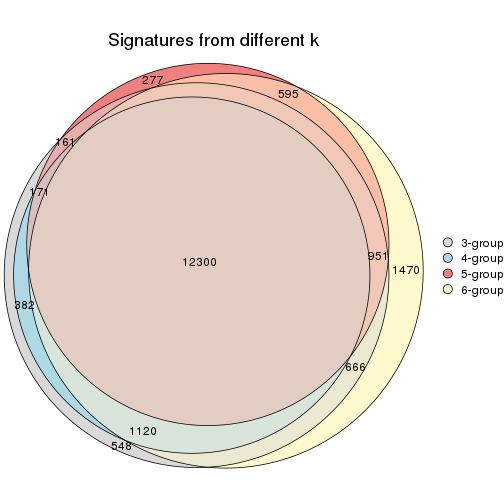 Signatures from different k
277
595
161
171
951
12300
1470
382
666
1120
548
3-group
4-group
5-group
6-group